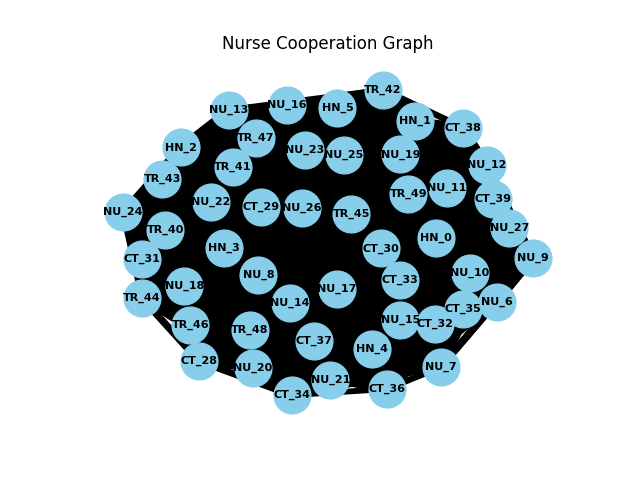 Nurse Cooperation Graph
TR_42
NU_16
HN_5
NU_13
HN_1
CT_38
TR_47
HN_2
NU_23
NU_25
NU_19
NU_12
TR_41
TR_43
TR_49
NU_11
CT_39
NU_22
CT_29
NU_26
NU_24
TR_45
NU_27
TR_40
HN_0
HN_3
CT_30
CT_31
NU_9
NU_8
NU_10
CT_33
NU_18
NU_17
TR_44
NU_14
NU_6
CT_35
NU_15
CT_32
TR_46
TR_48
CT_37
HN_4
CT_28
NU_20
NU_7
NU_21
CT_36
CT_34